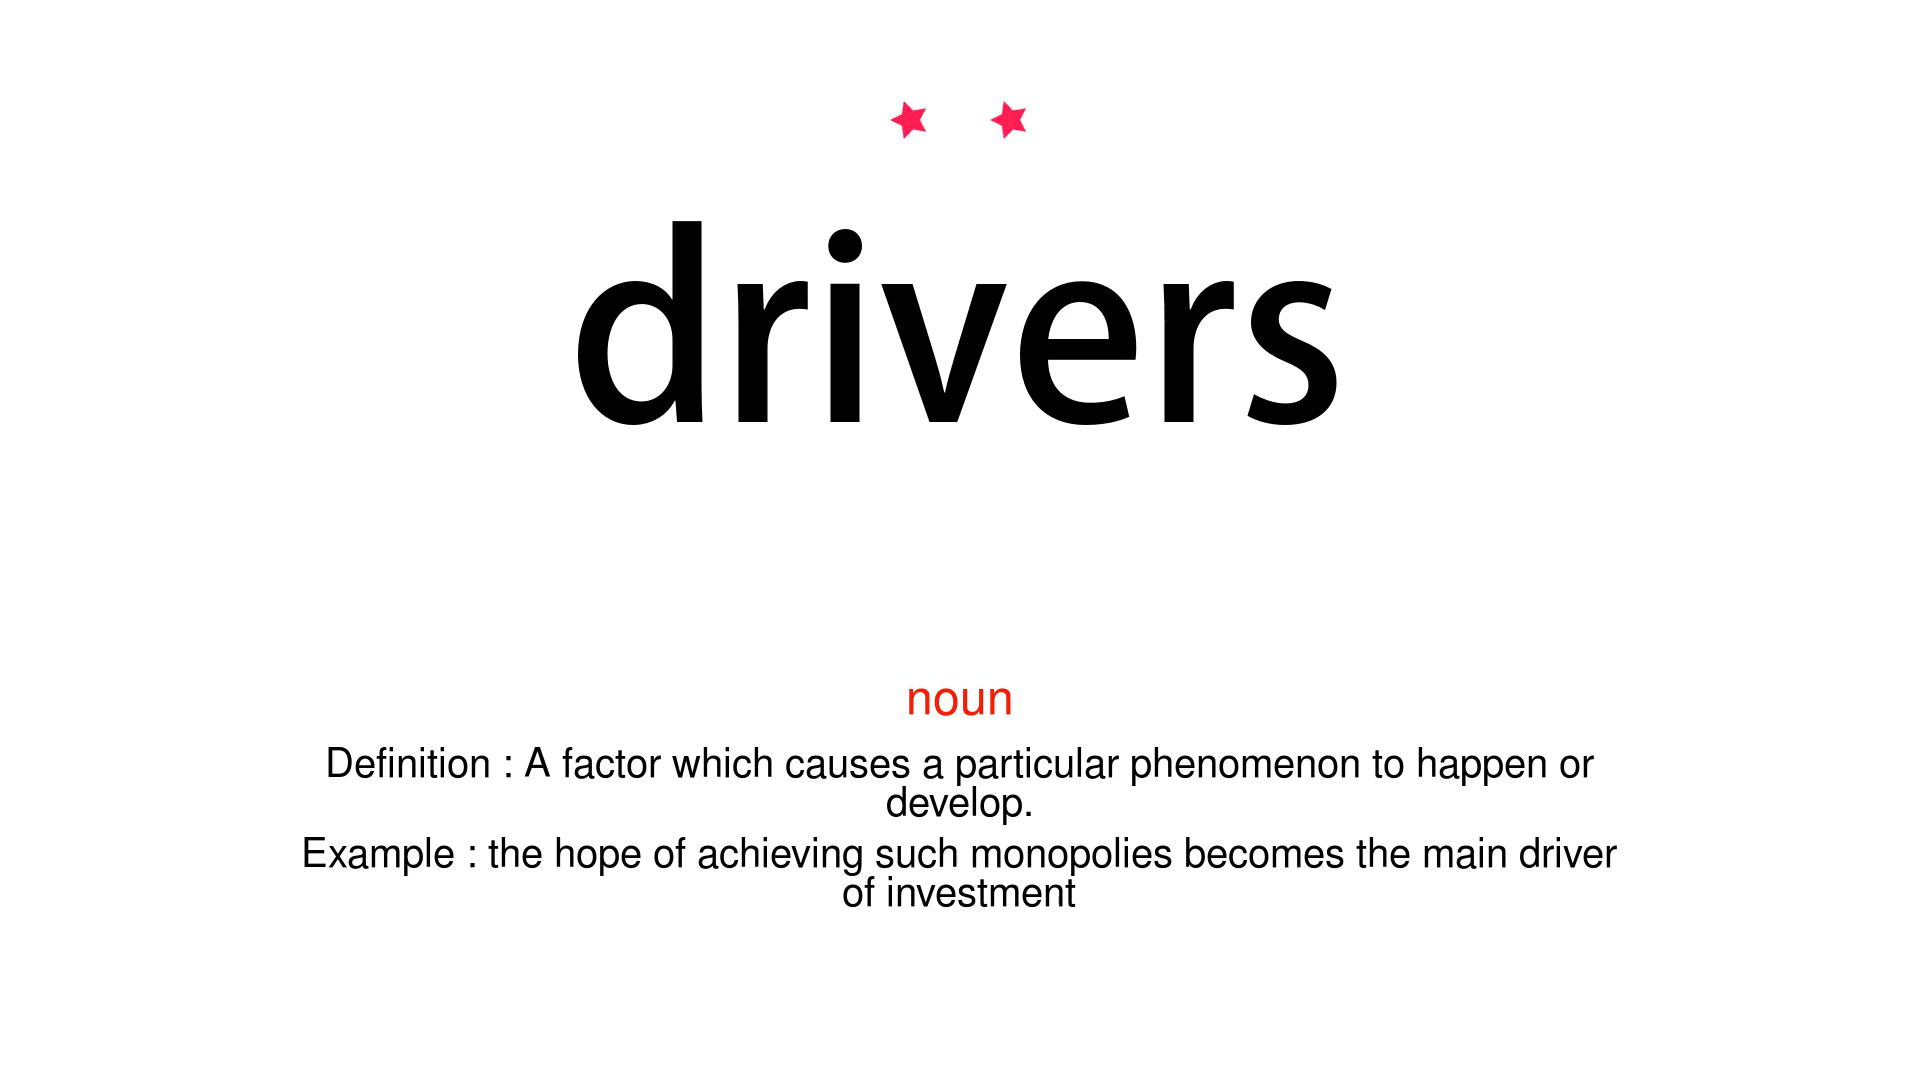 drivers
noun
Definition : A factor which causes a particular phenomenon to happen or
develop.
Example : the hope of achieving such monopolies becomes the main driver
of investment